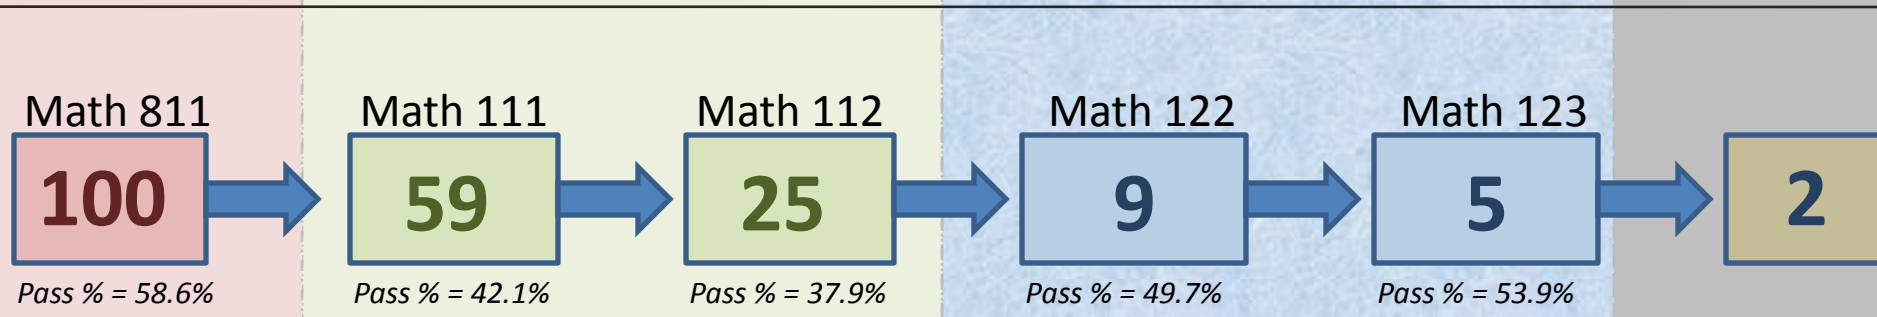 Math 811 Math 111 Math 112 Math 122 Math 123
100 59 25 9 5 2
Pass % = 58.6% Pass % = 42.1% Pass % = 37.9% Pass % = 49.7% Pass % = 53.9%